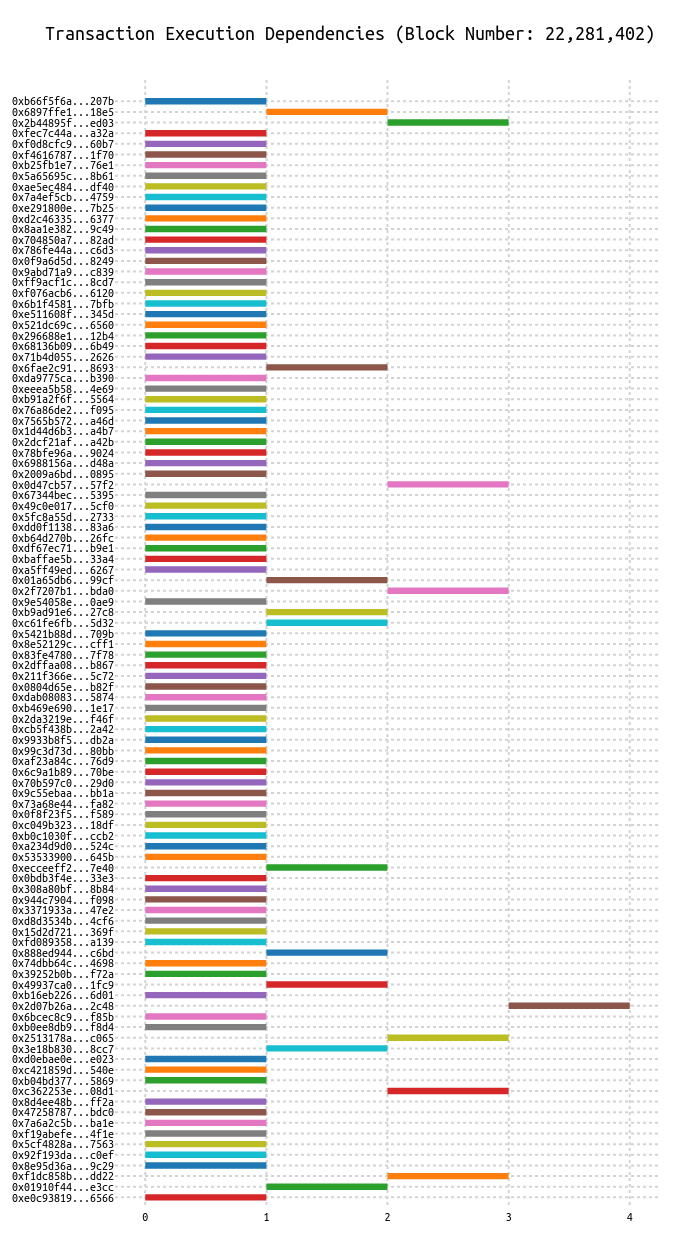 Transaction Execution Dependencies (Block Number: 22,281,402)
0xb66f5f6a...207b
0x6897ffe1...18e5
0x2b44895f...ed03
0xfec7c44a...a32a
0xf0d8cfc9...60b7
0xf4616787...1f70
0xb25fb1e7...76e1
0x5a65695c...8b61
0xae5ec484...df40
0x7a4ef5cb...4759
0xe291800e...7b25
0xd2c46335...6377
0x8aa1e382...9c49
0x704850a7...82ad
0x786fe44a...c6d3
0x0f9a6d5d...8249
0x9abd71a9...c839
0xff9acf1c...8cd7
0xf076acb6...6120
0x6b1f4581...7bfb
0xe511608f...345d
0x521dc69c...6560
0x296688e1...12b4
0x68136b09...6b49
0x71b4d055...2626
0x6fae2c91...8693
0xda9775ca...b390
0xeeea5b58...4e69
0xb91a2f6f...5564
0x76a86de2...f095
0x7565b572...a46d
0x1d44d6b3...a4b7
0x2dcf21af...a42b
0x78bfe96a...9024
0x6988156a...d48a
0x2009a6bd...0895
0x0d47cb57...57f2
0x67344bec...5395
0x49c0e017...5cf0
0x5fc8a55d...2733
0xdd0f1138...83a6
0xb64d270b...26fc
0xdf67ec71...b9e1
0xbaffae5b...33a4
0xa5ff49ed...6267
0x01a65db6...99cf
0x2f7207b1...bda0
0x9e54058e...0ae9
0xb9ad91e6...27c8
0xc61fe6fb...5d32
0x5421b88d...709b
0x8e52129c...cff1
0x83fe4780...7f78
0x2dffaa08...b867
0x211f366e...5c72
0x0804d65e...b82f
0xdab08083...5874
0xb469e690...1e17
0x2da3219e...f46f
0xcb5f438b...2a42
0x9933b8f5...db2a
0x99c3d73d...80bb
0xaf23a84c...76d9
0x6c9a1b89...70be
0x70b597c0...29d0
0x9c55ebaa...bb1a
0x73a68e44...fa82
0x0f8f23f5...f589
0xc049b323...18df
0xb0c1030f...ccb2
0xa234d9d0...524c
0x53533900...645b
0xecceeff2...7e40
0x0bdb3f4e...33e3
0x308a80bf...8b84
0x944c7904...f098
0x3371933a...47e2
0xd8d3534b...4cf6
0x15d2d721...369f
0xfd089358...a139
0x888ed944...c6bd
0x74dbb64c...4698
0x39252b0b...f72a
0x49937ca0...1fc9
0xb16eb226...6d01
0x2d07b26a...2c48
0x6bcec8c9...f85b
0xb0ee8db9...f8d4
0x2513178a...c065
0x3e18b830...8cc7
0xd0ebae0e...e023
0xc421859d...540e
0xb04bd377...5869
0xc362253e...08d1
0x8d4ee48b...ff2a
0x47258787...bdc0
0x7a6a2c5b...ba1e
0xf19abefe...4f1e
0x5cf4828a...7563
0x92f193da...c0ef
0x8e95d36a...9c29
0xf1dc858b...dd22
0x01910f44...e3cc
0xe0c93819...6566
0 1 2 3 4